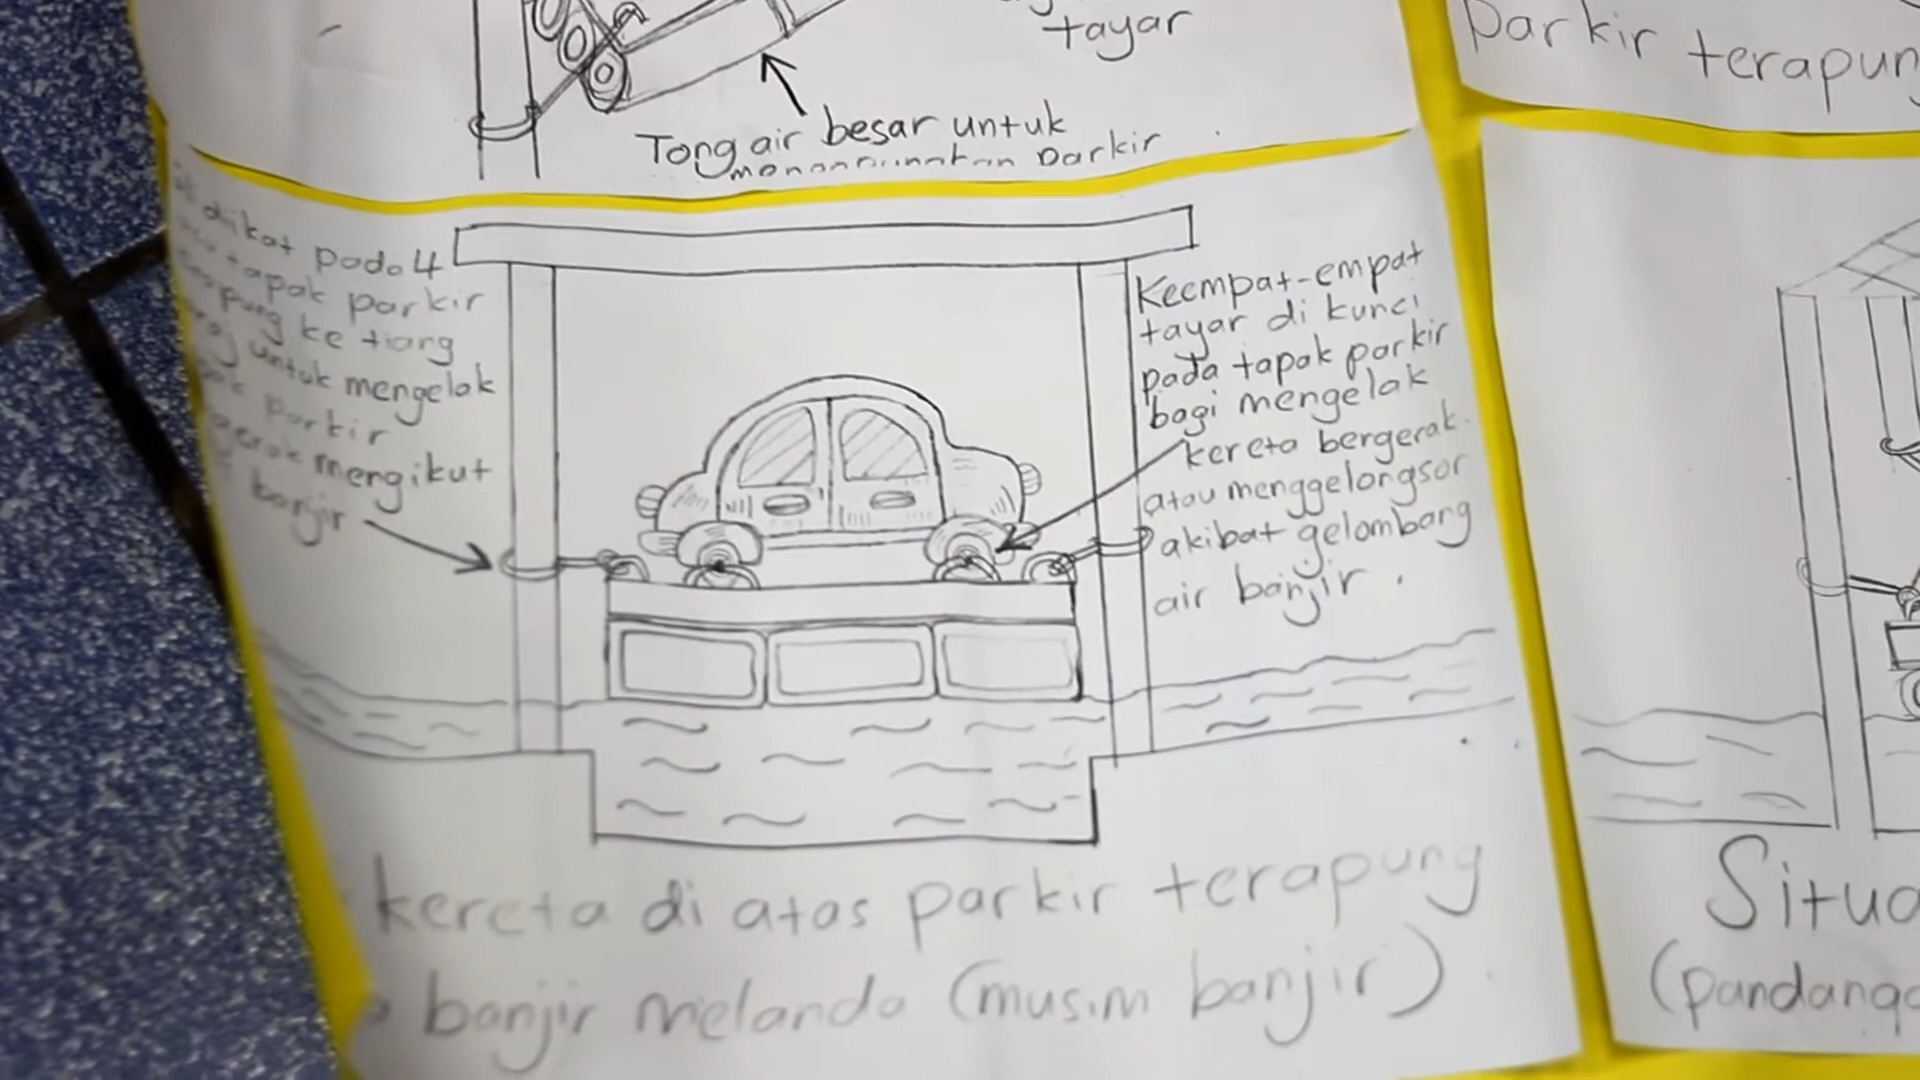 tayar
Tong air besar untuk
Parkir
Parkir terapun
diikat pada 4
tapak parkir
ke tiang
untuk mengelak
parkir
mengikut
banjir
Keempat-empat
tayar di kunci
pada tapak parkir
bagi mengelak
kereta bergerak
atau menggelongsor
akibat gelombang
air banjir.
kereta di atas parkir terapung
banjir melanda (musim banjir)
Situa
(pandanga